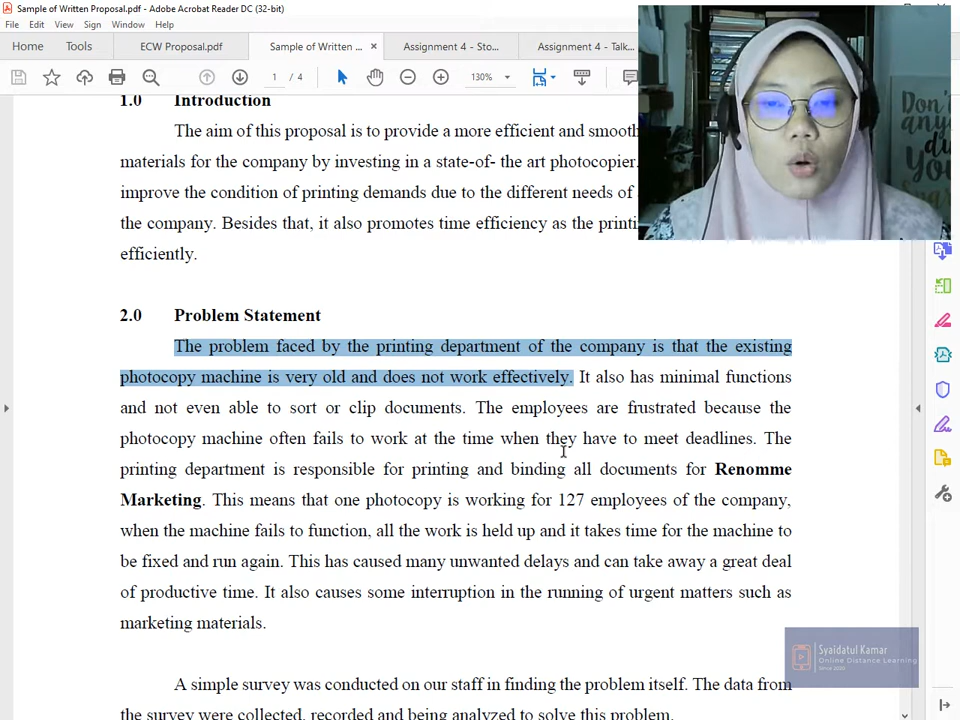 Sample of Written Proposal.pdf - Adobe Acrobat Reader DC (32-bit)
File Edit View Sign Window Help
Home Tools ECW Proposal.pdf Sample of Written ... × Assignment 4 - Sto... Assignment 4 - Talk...
1 / 4 130%
1.0 Introduction
The aim of this proposal is to provide a more efficient and smooth
materials for the company by investing in a state-of- the art photocopier.
improve the condition of printing demands due to the different needs of
the company. Besides that, it also promotes time efficiency as the printi
efficiently.
2.0 Problem Statement
The problem faced by the printing department of the company is that the existing
photocopy machine is very old and does not work effectively. It also has minimal functions
and not even able to sort or clip documents. The employees are frustrated because the
photocopy machine often fails to work at the time when they have to meet deadlines. The
printing department is responsible for printing and binding all documents for Renomme
Marketing. This means that one photocopy is working for 127 employees of the company,
when the machine fails to function, all the work is held up and it takes time for the machine to
be fixed and run again. This has caused many unwanted delays and can take away a great deal
of productive time. It also causes some interruption in the running of urgent matters such as
marketing materials.
A simple survey was conducted on our staff in finding the problem itself. The data from
the survey were collected, recorded and being analyzed to solve this problem.
Don't
any
du
You
Syaidatul Kamar
Online Distance Learning
Since 2020